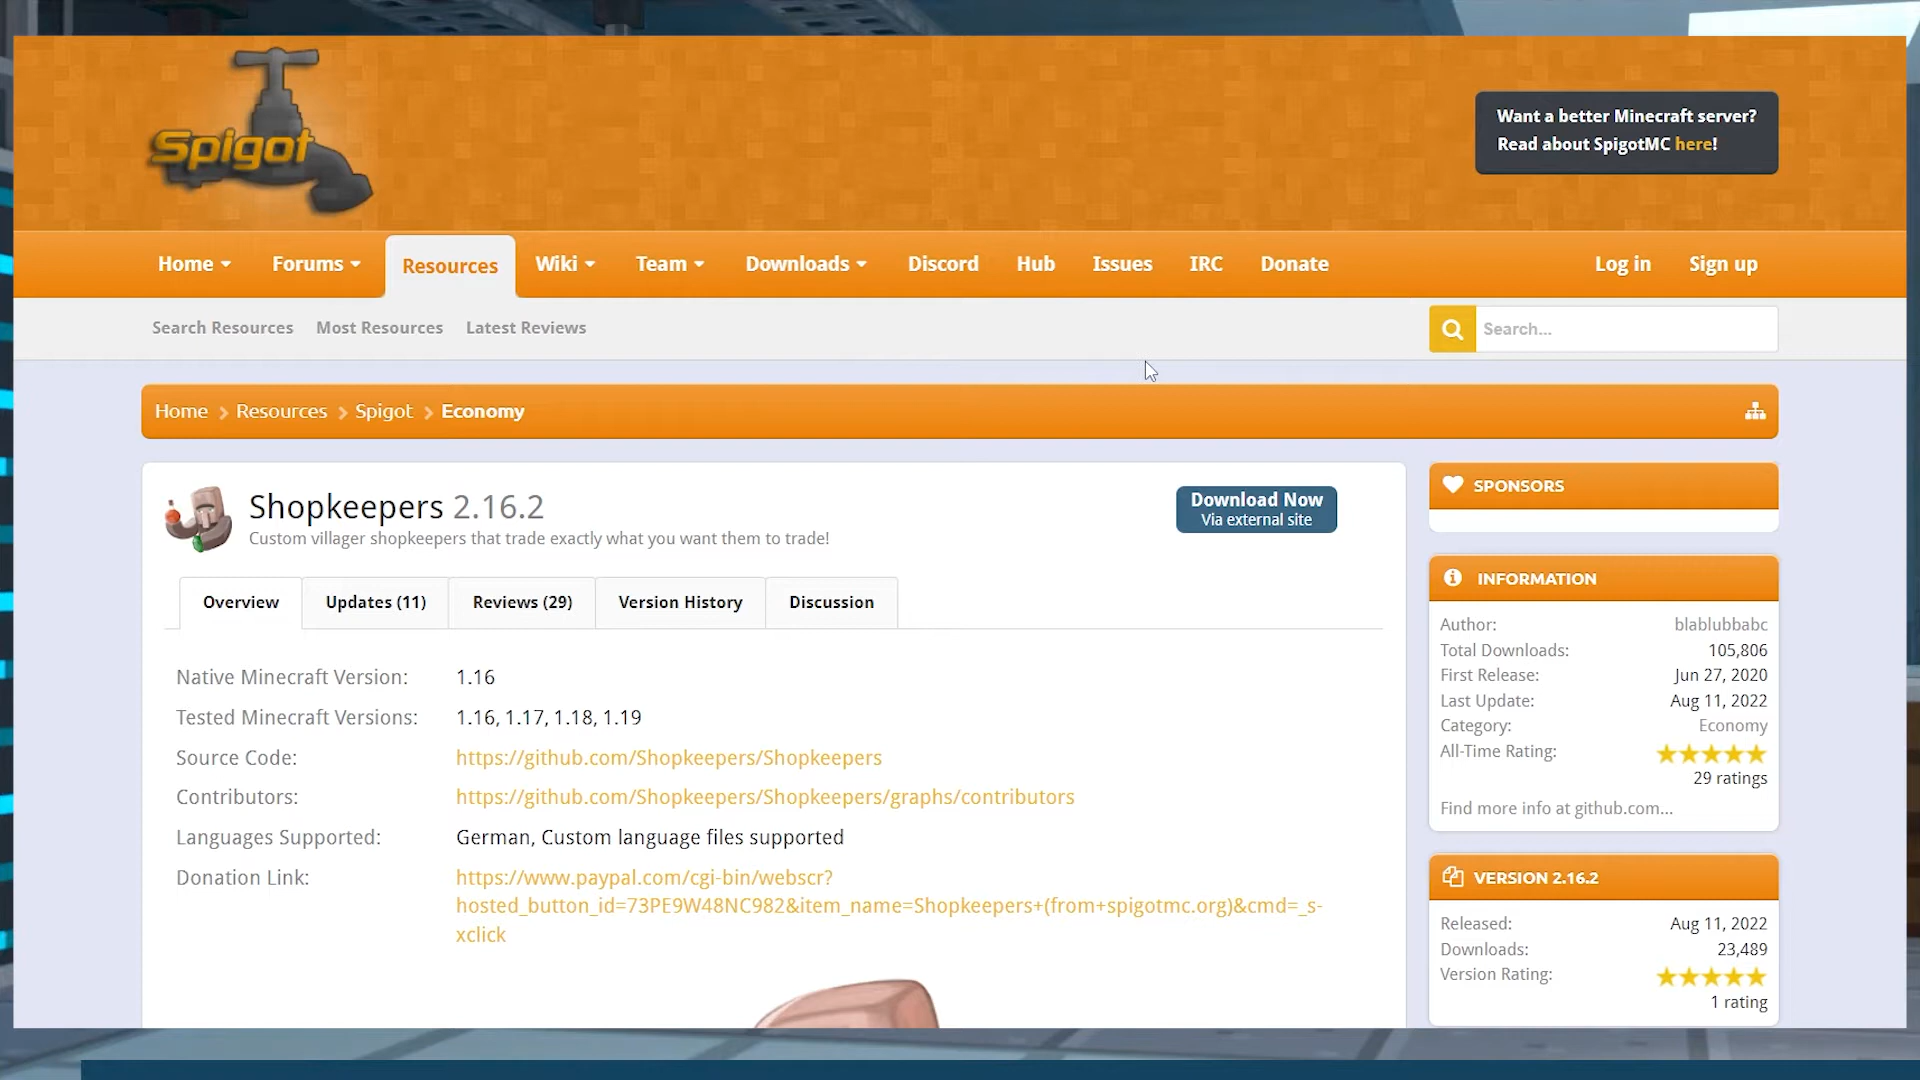 Spigot
Want a better Minecraft server?
Read about SpigotMC here!
Home Forums Resources Wiki Team Downloads Discord Hub Issues IRC Donate Log in Sign up
Search Resources Most Resources Latest Reviews Search...
Home Resources Spigot Economy
Shopkeepers 2.16.2
Custom villager shopkeepers that trade exactly what you want them to trade!
Download Now
Via external site
Overview Updates (11) Reviews (29) Version History Discussion
Native Minecraft Version: 1.16
Tested Minecraft Versions: 1.16, 1.17, 1.18, 1.19
Source Code: https://github.com/Shopkeepers/Shopkeepers
Contributors: https://github.com/Shopkeepers/Shopkeepers/graphs/contributors
Languages Supported: German, Custom language files supported
Donation Link: https://www.paypal.com/cgi-bin/webscr?
hosted_button_id=73PE9W48NC982&item_name=Shopkeepers+(from+spigotmc.org)&cmd=_s-
xclick
SPONSORS
INFORMATION
Author: blablubbabc
Total Downloads: 105,806
First Release: Jun 27, 2020
Last Update: Aug 11, 2022
Category: Economy
All-Time Rating:
29 ratings
Find more info at github.com...
VERSION 2.16.2
Released: Aug 11, 2022
Downloads: 23,489
Version Rating:
1 rating